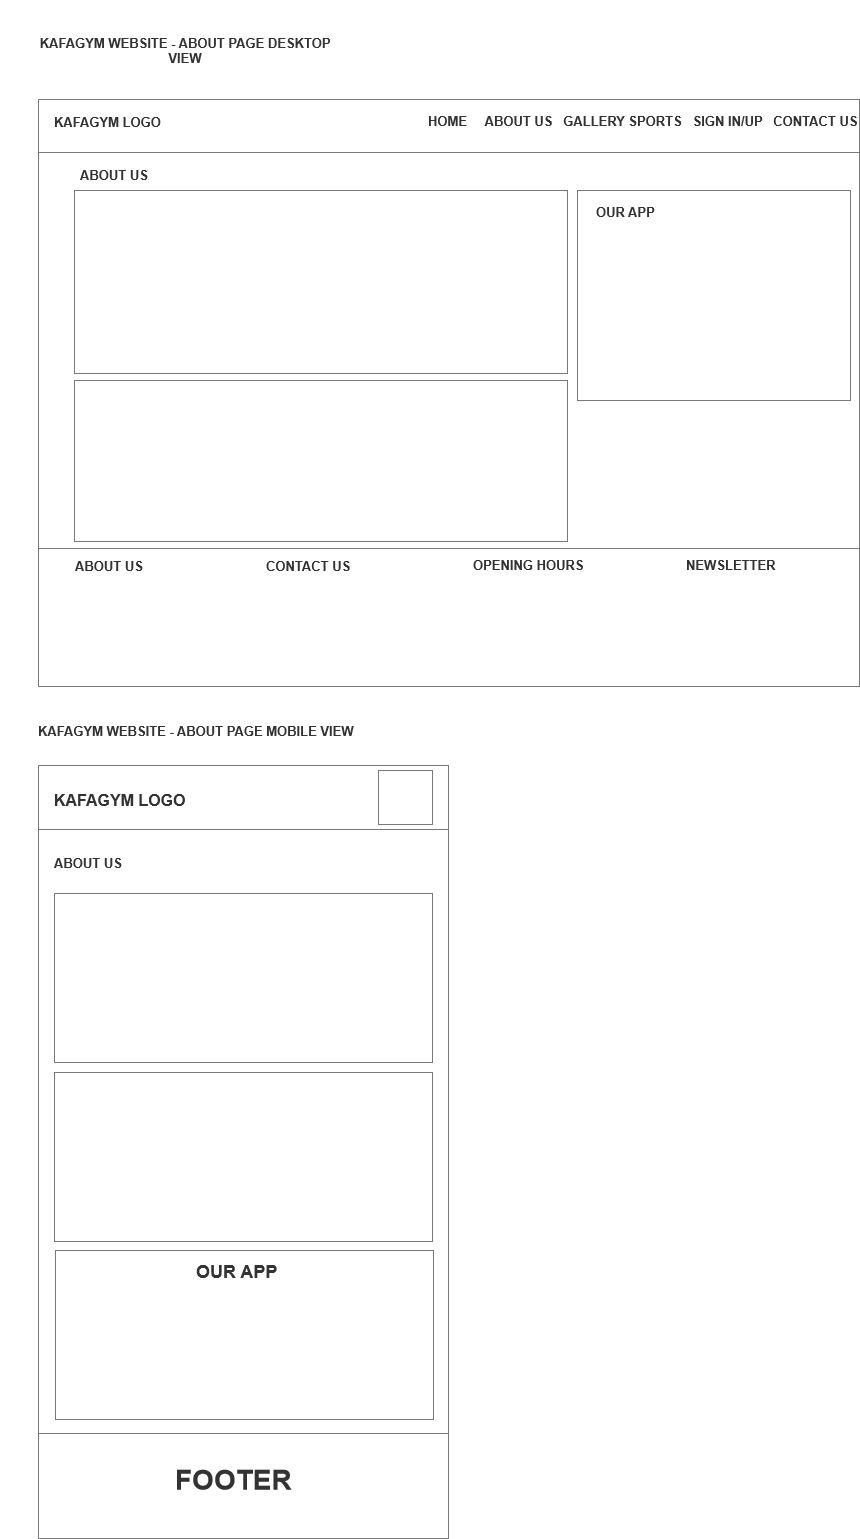 KAFAGYM WEBSITE - ABOUT PAGE DESKTOP
VIEW
KAFAGYM LOGO
HOME ABOUT US GALLERY SPORTS SIGN IN/UP CONTACT US
ABOUT US
OUR APP
ABOUT US CONTACT US OPENING HOURS NEWSLETTER
KAFAGYM WEBSITE - ABOUT PAGE MOBILE VIEW
KAFAGYM LOGO
ABOUT US
OUR APP
FOOTER